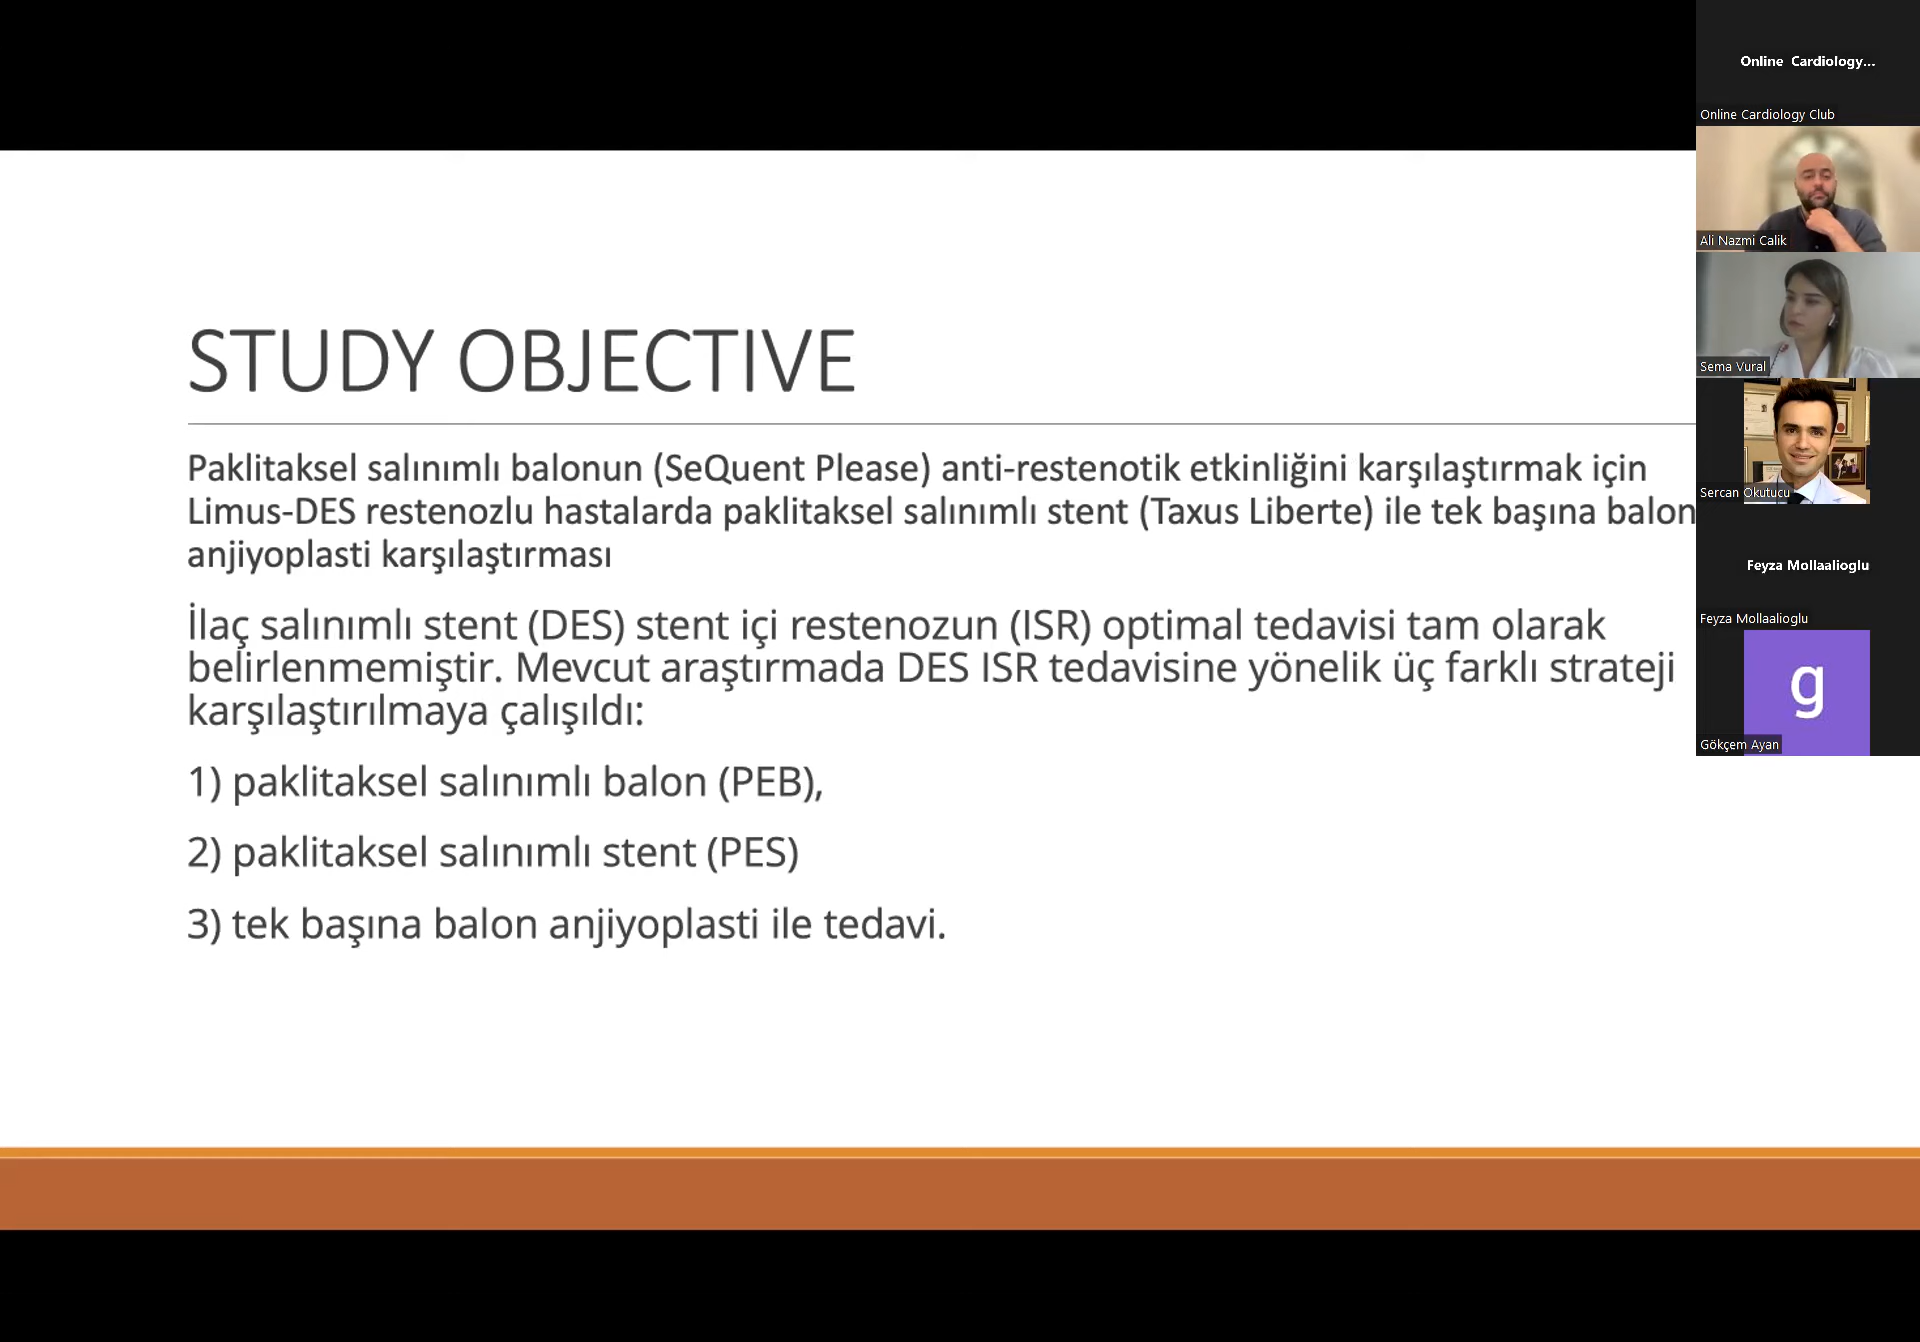 STUDY OBJECTIVE
Paklitaksel salınımlı balonun (SeQuent Please) anti-restenotik etkinliğini karşılaştırmak için
Limus-DES restenozlu hastalarda paklitaksel salınımlı stent (Taxus Liberte) ile tek başına balon
anjiyoplasti karşılaştırması
İlaç salınımlı stent (DES) stent içi restenozun (ISR) optimal tedavisi tam olarak
belirlenmemiştir. Mevcut araştırmada DES ISR tedavisine yönelik üç farklı strateji
karşılaştırılmaya çalışıldı:
1) paklitaksel salınımlı balon (PEB),
2) paklitaksel salınımlı stent (PES)
3) tek başına balon anjiyoplasti ile tedavi.
Online Cardiology...
Online Cardiology Club
Ali Nazmi Calik
Sema Vural
Sercan Okutucu
Feyza Mollaalioglu
Feyza Mollaalioglu
g
Gökçem Ayan